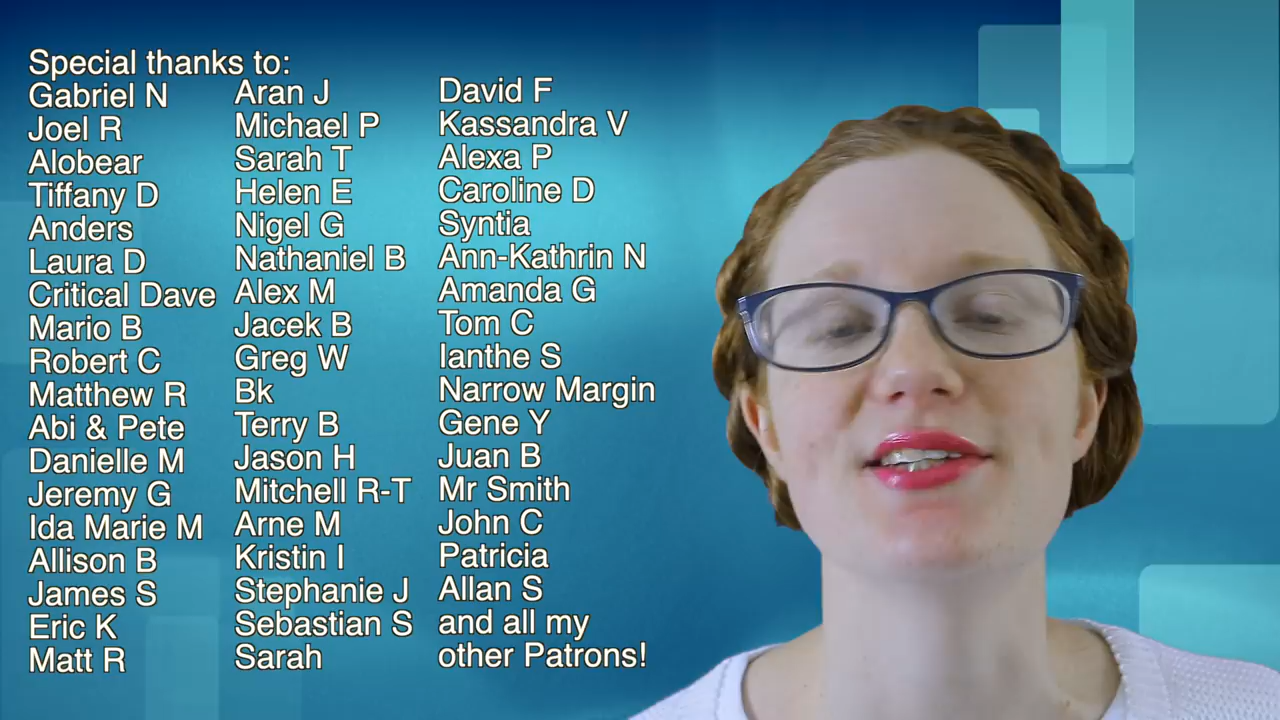 Special thanks to:
Gabriel N
Joel R
Alobear
Tiffany D
Anders
Laura D
Critical Dave
Mario B
Robert C
Matthew R
Abi & Pete
Danielle M
Jeremy G
Ida Marie M
Allison B
James S
Eric K
Matt R
Aran J
Michael P
Sarah T
Helen E
Nigel G
Nathaniel B
Alex M
Jacek B
Greg W
Bk
Terry B
Jason H
Mitchell R-T
Arne M
Kristin I
Stephanie J
Sebastian S
Sarah
David F
Kassandra V
Alexa P
Caroline D
Syntia
Ann-Kathrin N
Amanda G
Tom C
Ianthe S
Narrow Margin
Gene Y
Juan B
Mr Smith
John C
Patricia
Allan S
and all my
other Patrons!